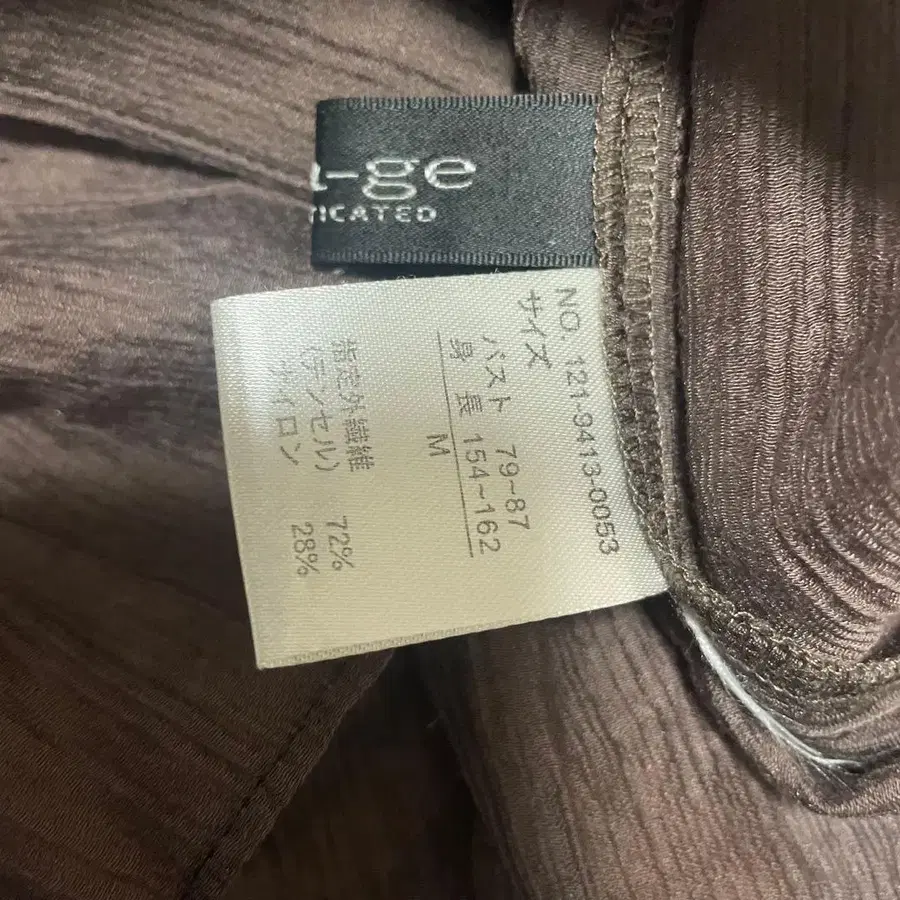 -ge
TICATED
NO. 121-9413-0053
サイズ
バスト 79~87
身長 154~162
M
指定外繊維 72%
(テンセル)
ナイロン 28%